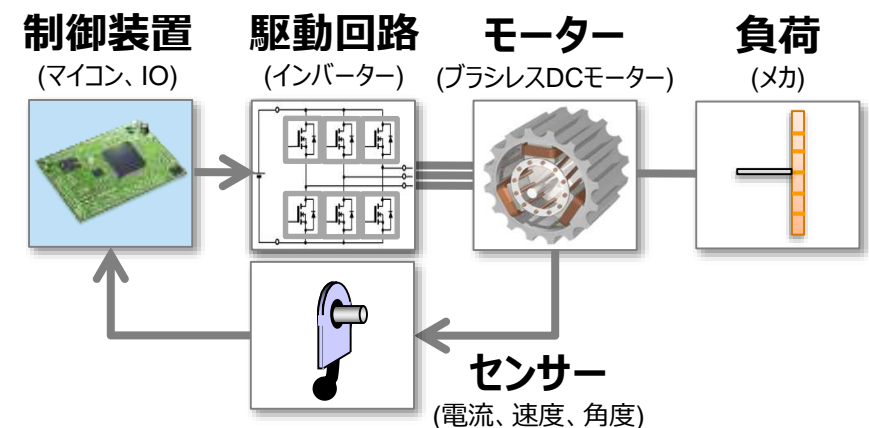 制御装置
(マイコン、IO)
駆動回路
(インバーター)
モーター
(ブラシレスDCモーター)
負荷
(メカ)
センサー
(電流、速度、角度)